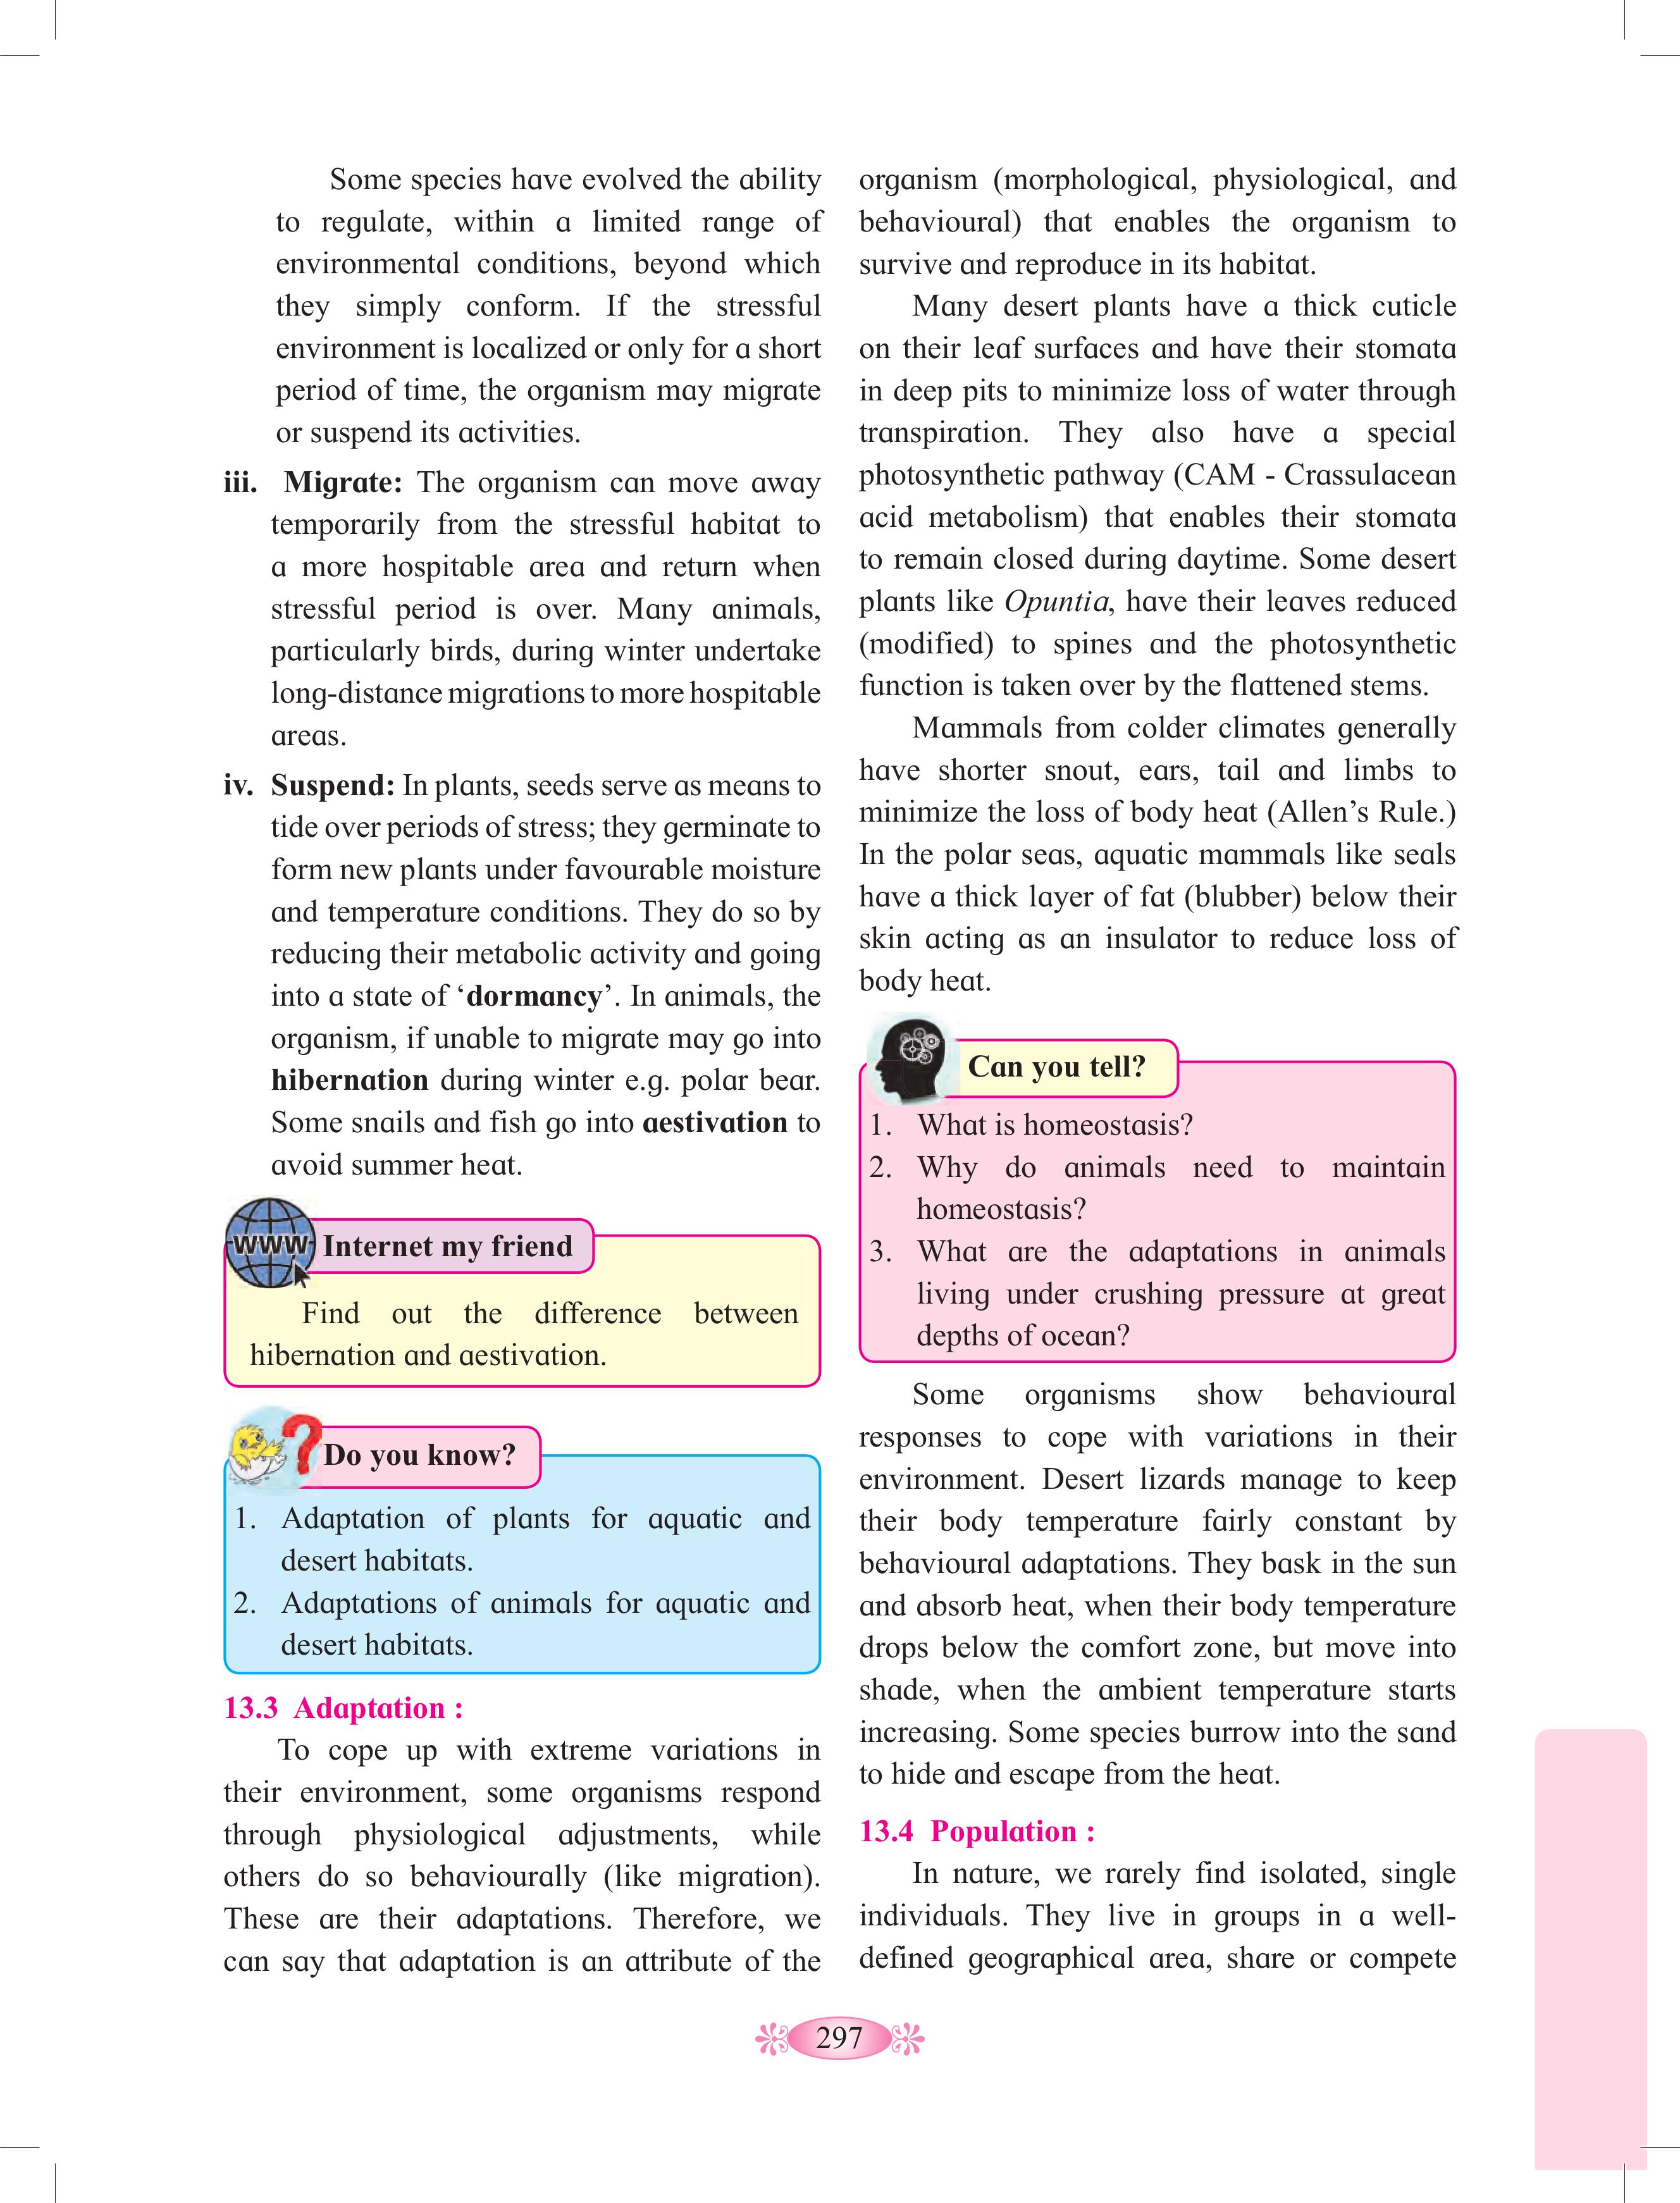 Some species have evolved the ability
to regulate, within a limited range of
environmental conditions, beyond which
they simply conform. If the stressful
environment is localized or only for a short
period of time, the organism may migrate
or suspend its activities.
iii. Migrate: The organism can move away
temporarily from the stressful habitat to
a more hospitable area and return when
stressful period is over. Many animals,
particularly birds, during winter undertake
long-distance migrations to more hospitable
areas.
iv. Suspend: In plants, seeds serve as means to
tide over periods of stress; they germinate to
form new plants under favourable moisture
and temperature conditions. They do so by
reducing their metabolic activity and going
into a state of ‘dormancy’. In animals, the
organism, if unable to migrate may go into
hibernation during winter e.g. polar bear.
Some snails and fish go into aestivation to
avoid summer heat.
www Internet my friend
Find out the difference between
hibernation and aestivation.
Do you know?
1. Adaptation of plants for aquatic and
desert habitats.
2. Adaptations of animals for aquatic and
desert habitats.
13.3 Adaptation :
To cope up with extreme variations in
their environment, some organisms respond
through physiological adjustments, while
others do so behaviourally (like migration).
These are their adaptations. Therefore, we
can say that adaptation is an attribute of the
organism (morphological, physiological, and
behavioural) that enables the organism to
survive and reproduce in its habitat.
Many desert plants have a thick cuticle
on their leaf surfaces and have their stomata
in deep pits to minimize loss of water through
transpiration. They also have a special
photosynthetic pathway (CAM - Crassulacean
acid metabolism) that enables their stomata
to remain closed during daytime. Some desert
plants like Opuntia, have their leaves reduced
(modified) to spines and the photosynthetic
function is taken over by the flattened stems.
Mammals from colder climates generally
have shorter snout, ears, tail and limbs to
minimize the loss of body heat (Allen’s Rule.)
In the polar seas, aquatic mammals like seals
have a thick layer of fat (blubber) below their
skin acting as an insulator to reduce loss of
body heat.
Can you tell?
1. What is homeostasis?
2. Why do animals need to maintain
homeostasis?
3. What are the adaptations in animals
living under crushing pressure at great
depths of ocean?
Some organisms show behavioural
responses to cope with variations in their
environment. Desert lizards manage to keep
their body temperature fairly constant by
behavioural adaptations. They bask in the sun
and absorb heat, when their body temperature
drops below the comfort zone, but move into
shade, when the ambient temperature starts
increasing. Some species burrow into the sand
to hide and escape from the heat.
13.4 Population :
In nature, we rarely find isolated, single
individuals. They live in groups in a well-
defined geographical area, share or compete
297